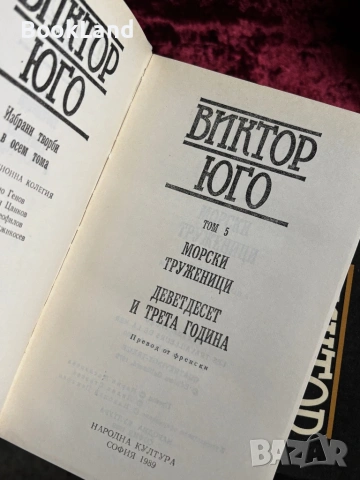 BookLand
ВИКТОР
ЮГО
Избрани творби
в осем тома
ВИКТОР
ЮГО
ТОМ 5
МОРСКИ
ТРУЖЕНИЦИ
ДЕВЕТДЕСЕТ
И ТРЕТА ГОДИНА
Превод от френски
НАРОДНА КУЛТУРА
СОФИЯ 1989
BAZAR